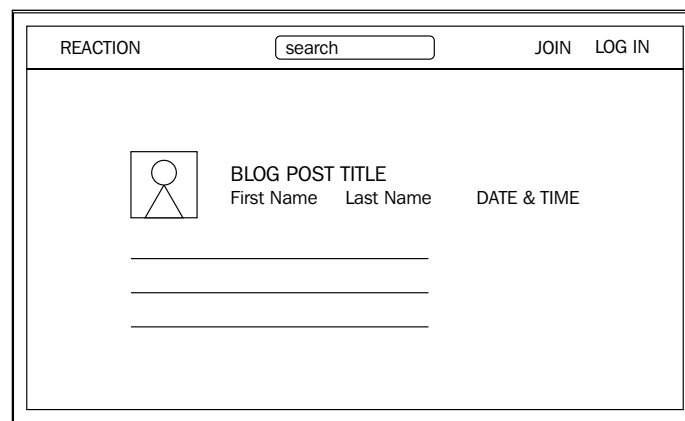 REACTION search JOIN LOG IN
BLOG POST TITLE
First Name Last Name DATE & TIME